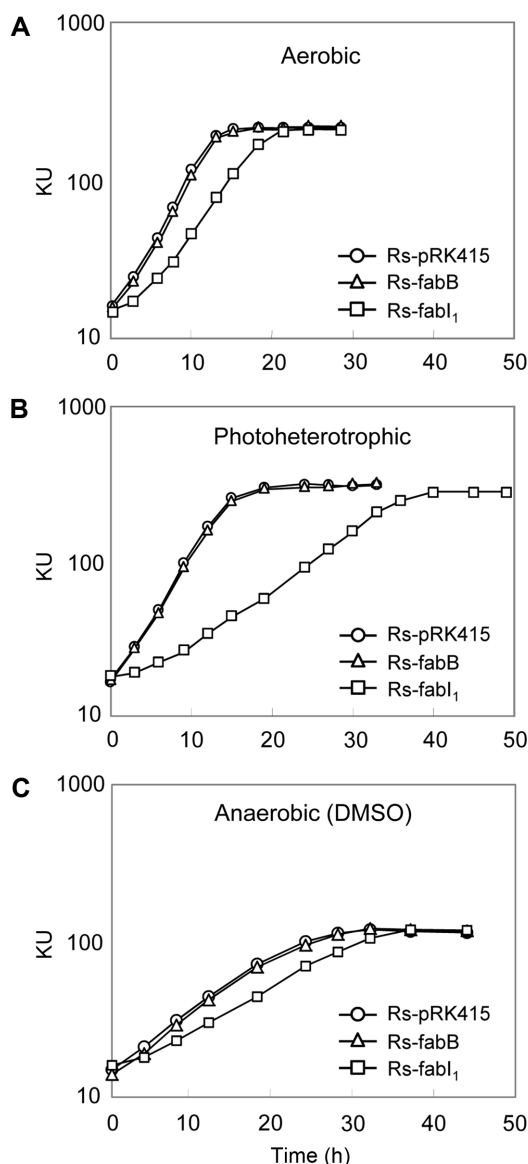 A
1000
Aerobic
KU
100
Rs-pRK415
Rs-fabB
Rs-fabI₁
10
0 10 20 30 40 50
B
1000
Photoheterotrophic
KU
100
Rs-pRK415
Rs-fabB
Rs-fabI₁
10
0 10 20 30 40 50
C
1000
Anaerobic (DMSO)
KU
100
Rs-pRK415
Rs-fabB
Rs-fabI₁
10
0 10 20 30 40 50
Time (h)